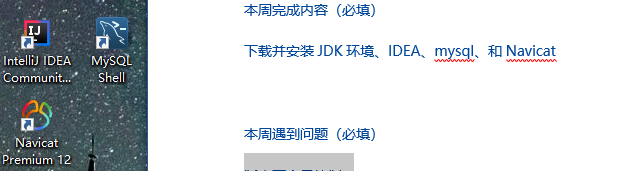 IntelliJ IDEA
Communit...
MySQL
Shell
Navicat
Premium 12
本周完成内容（必填）
下载并安装 JDK 环境、IDEA、mysql、和 Navicat
本周遇到问题（必填）